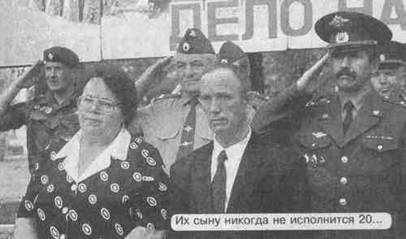 ДЕЛО НА
Их сыну никогда не исполнится 20...